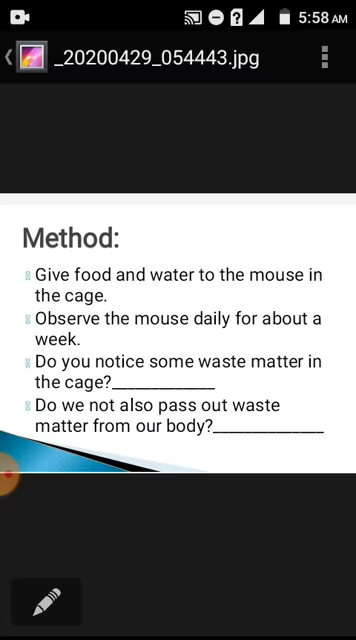 5:58 AM
_20200429_054443.jpg
Method:
Give food and water to the mouse in
the cage.
Observe the mouse daily for about a
week.
Do you notice some waste matter in
the cage?_____________
Do we not also pass out waste
matter from our body?______________